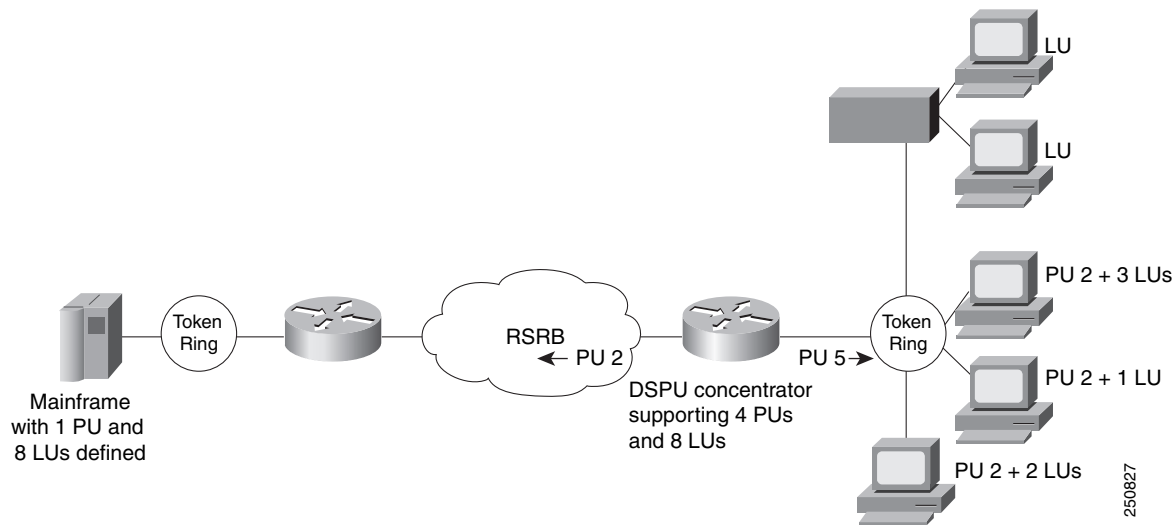 LU
LU
PU 2 + 3 LUs
Token
Ring
RSRB
← PU 2
PU 5→
Token
Ring
PU 2 + 1 LU
Mainframe
with 1 PU and
8 LUs defined
DSPU concentrator
supporting 4 PUs
and 8 LUs
PU 2 + 2 LUs
250827